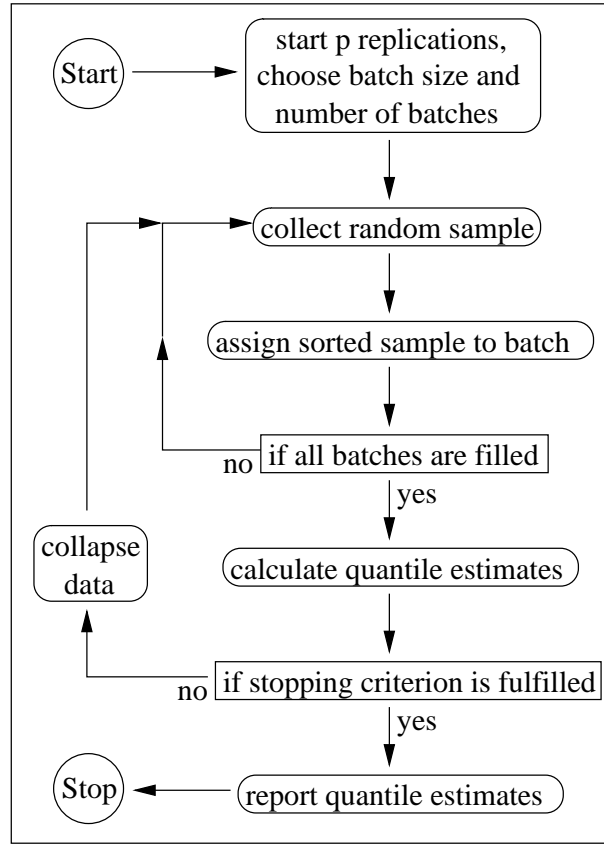 Start
start p replications,
choose batch size and
number of batches
collect random sample
assign sorted sample to batch
if all batches are filled
no
yes
collapse
data
calculate quantile estimates
if stopping criterion is fulfilled
no
yes
Stop
report quantile estimates